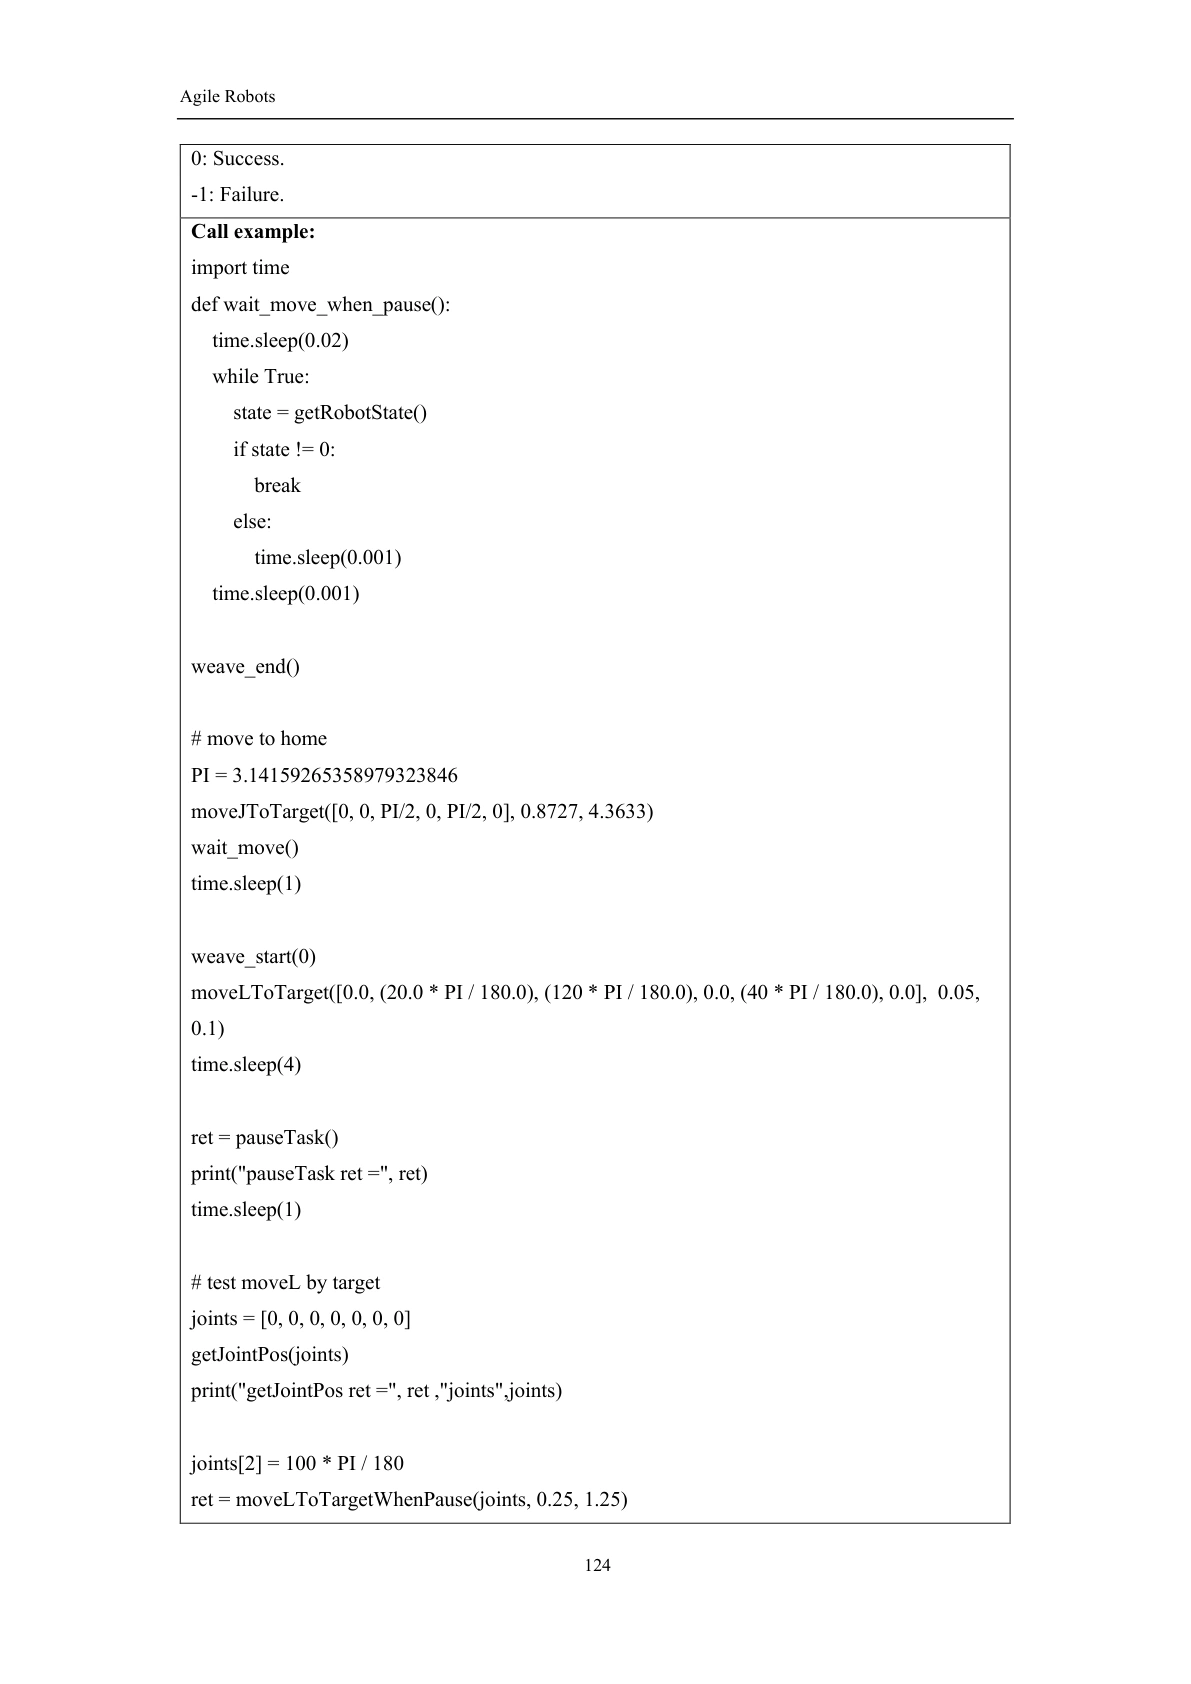 Agile Robots
0: Success.
-1: Failure.
Call example:
import time
def wait_move_when_pause():
    time.sleep(0.02)
    while True:
        state = getRobotState()
        if state != 0:
            break
        else:
            time.sleep(0.001)
    time.sleep(0.001)

weave_end()

# move to home
PI = 3.14159265358979323846
moveJToTarget([0, 0, PI/2, 0, PI/2, 0], 0.8727, 4.3633)
wait_move()
time.sleep(1)

weave_start(0)
moveLToTarget([0.0, (20.0 * PI / 180.0), (120 * PI / 180.0), 0.0, (40 * PI / 180.0), 0.0],  0.05,
0.1)
time.sleep(4)

ret = pauseTask()
print("pauseTask ret =", ret)
time.sleep(1)

# test moveL by target
joints = [0, 0, 0, 0, 0, 0, 0]
getJointPos(joints)
print("getJointPos ret =", ret ,"joints",joints)

joints[2] = 100 * PI / 180
ret = moveLToTargetWhenPause(joints, 0.25, 1.25)
124